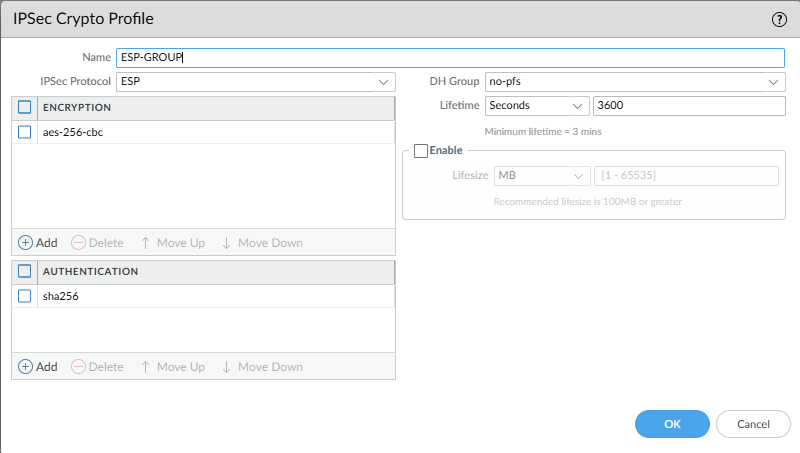 IPSec Crypto Profile
Name ESP-GROUP
IPSec Protocol ESP
DH Group no-pfs
Lifetime Seconds 3600
Minimum lifetime = 3 mins
Enable
Lifesize MB [1 - 65535]
Recommended lifesize is 100MB or greater
ENCRYPTION
aes-256-cbc
Add Delete Move Up Move Down
AUTHENTICATION
sha256
Add Delete Move Up Move Down
OK Cancel